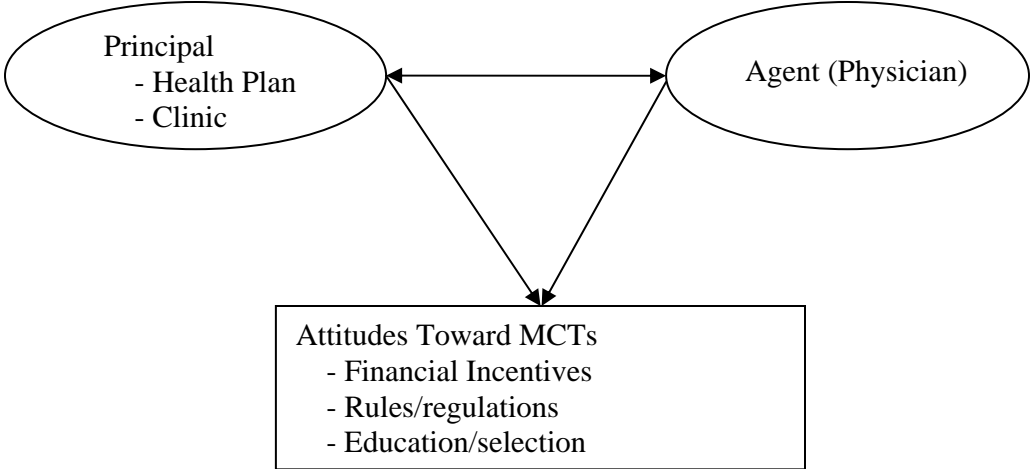 Principal
- Health Plan
- Clinic
Agent (Physician)
Attitudes Toward MCTs
- Financial Incentives
- Rules/regulations
- Education/selection